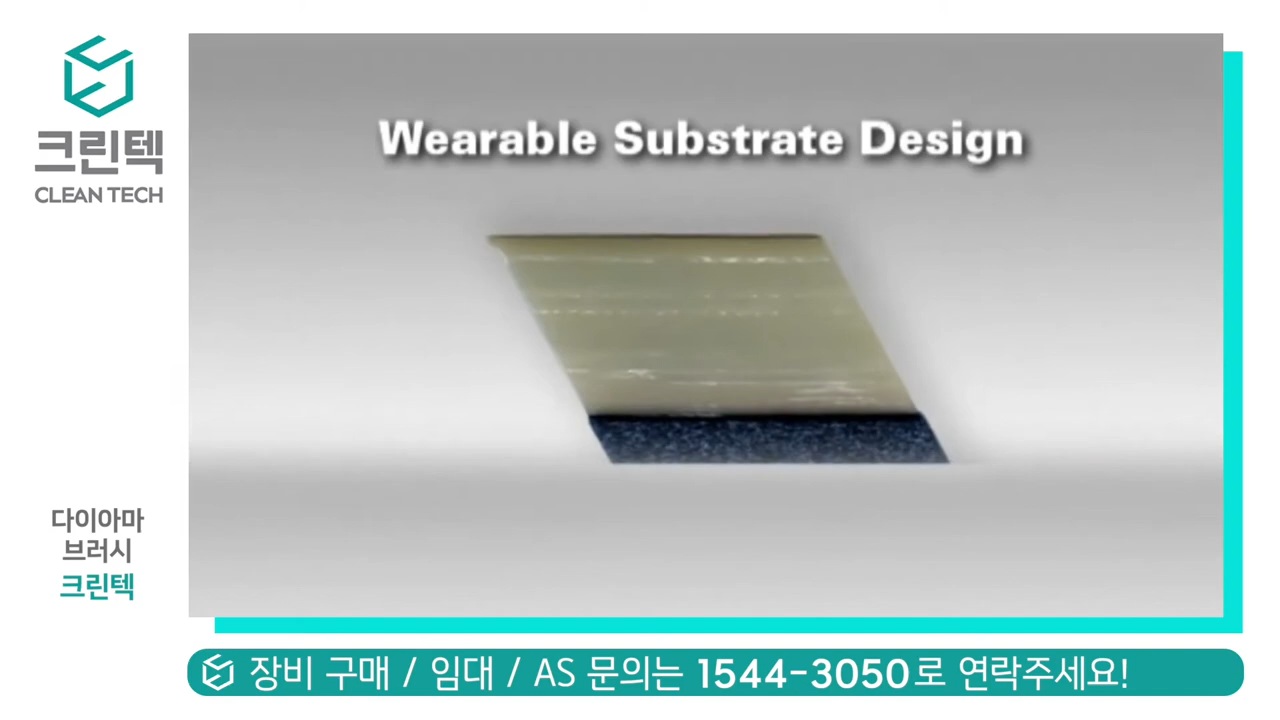 크린텍
CLEAN TECH
Wearable Substrate Design
다이아마
브러시
크린텍
장비 구매 / 임대 / AS 문의는 1544-3050로 연락주세요!